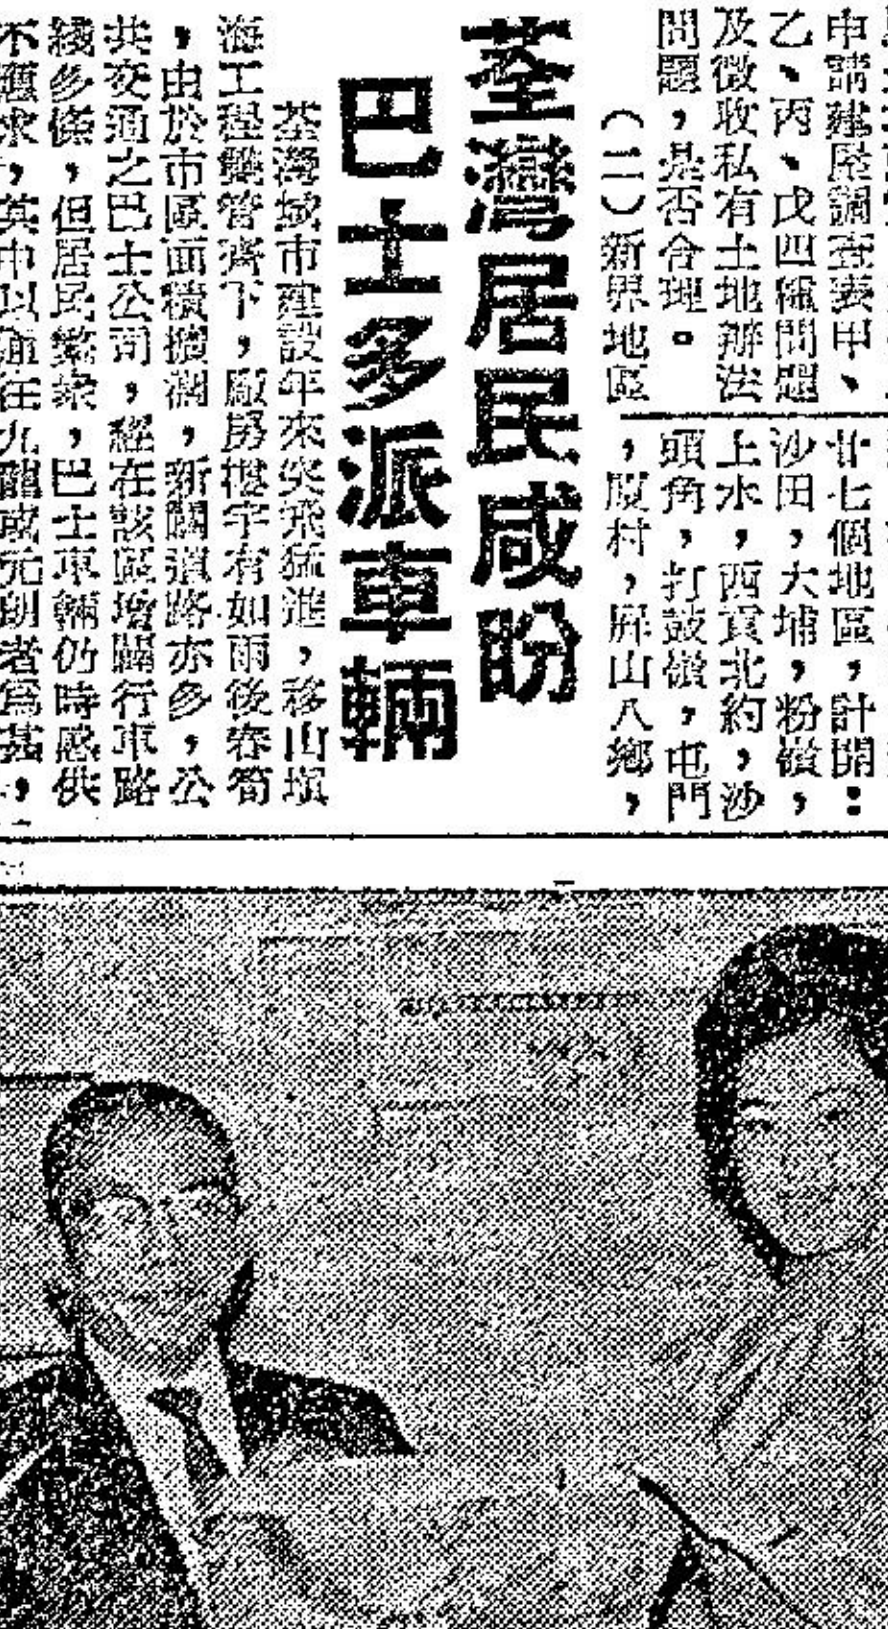 申請建屋調查表甲、
乙、丙、戊四種問題
及徵收私有土地辦法
問題，是否合理。
（二）新界地區
廿七個地區，計開：
沙田，大埔，粉嶺，
上水，西貢北約，沙
頭角，打鼓嶺，屯門
，廈村，屏山八鄉，
荃灣居民咸盼
巴士多派車輛
荃灣城市建設年來突飛猛進，移山塡
海工程雙管齊下，廠房樓宇有如雨後春筍
，由於市區面積擴濶，新闢道路亦多，公
共交通之巴士公司，經在該區增闢行車路
綫多條，但居民繁衆，巴士車輛仍時感供
不應求，其中以往九龍或元朗者爲甚，